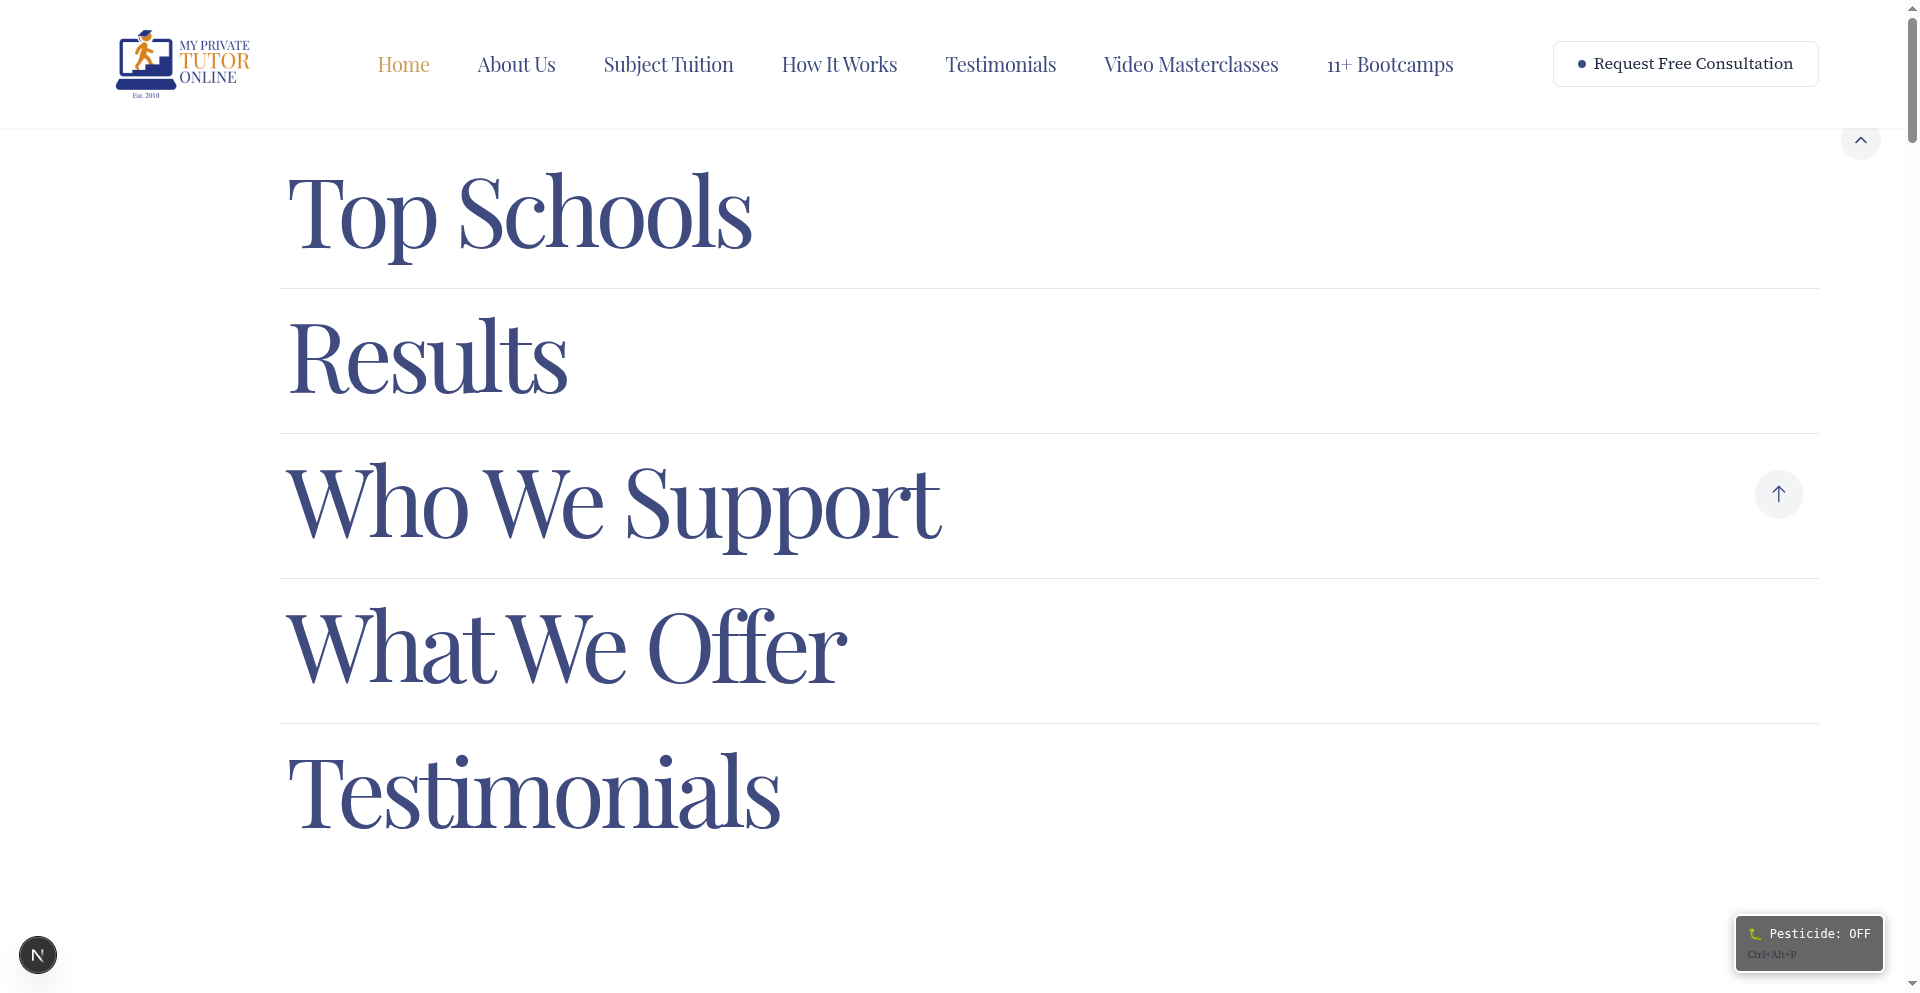 MY PRIVATE
TUTOR
ONLINE
Est. 2010
Home
About Us
Subject Tuition
How It Works
Testimonials
Video Masterclasses
11+ Bootcamps
Request Free Consultation
Top Schools
Results
Who We Support
What We Offer
Testimonials
N
Pesticide: OFF
Ctrl+Alt+P